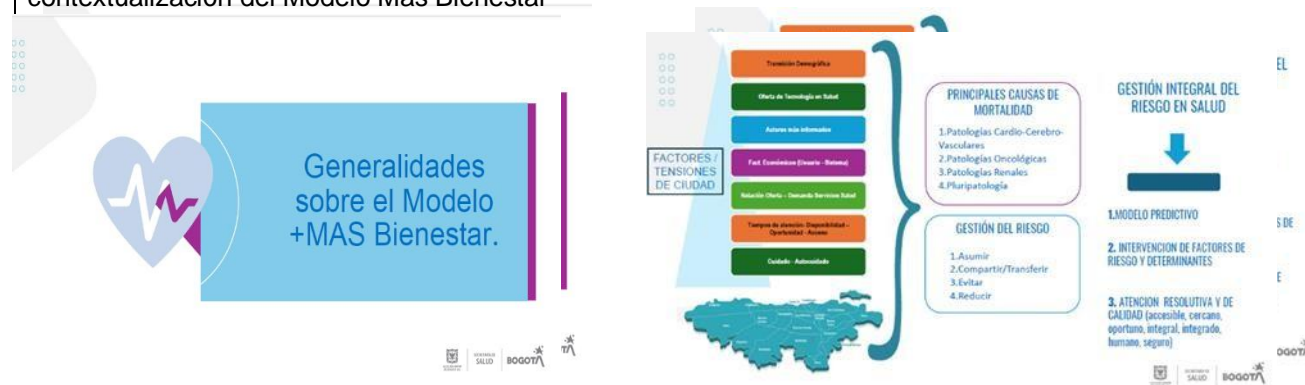 contextualización del Modelo Más Bienestar
Generalidades
sobre el Modelo
+MAS Bienestar.
SALUD
BOGOTÁ
TÁ
FACTORES /
TENSIONES
DE CIUDAD
Transición Demográfica
Oferta de Tecnología en Salud
Actores más informados
Fact. Económicos (Usuario - Sistema)
Relación Oferta - Demanda Servicios Salud
Tiempos de atención: Disponibilidad -
Oportunidad - Acceso
Cuidado - Autocuidado
PRINCIPALES CAUSAS DE
MORTALIDAD
1.Patologías Cardio-Cerebro-
Vasculares
2.Patologías Oncológicas
3.Patologías Renales
4.Pluripatología
GESTIÓN DEL RIESGO
1.Asumir
2.Compartir/Transferir
3.Evitar
4.Reducir
GESTIÓN INTEGRAL DEL
RIESGO EN SALUD
1.MODELO PREDICTIVO
2. INTERVENCION DE FACTORES DE
RIESGO Y DETERMINANTES
3. ATENCION RESOLUTIVA Y DE
CALIDAD (accesible, cercano,
oportuno, integral, integrado,
humano, seguro)
SALUD
BOGOTÁ
EL
S DE
E
OGOTÁ